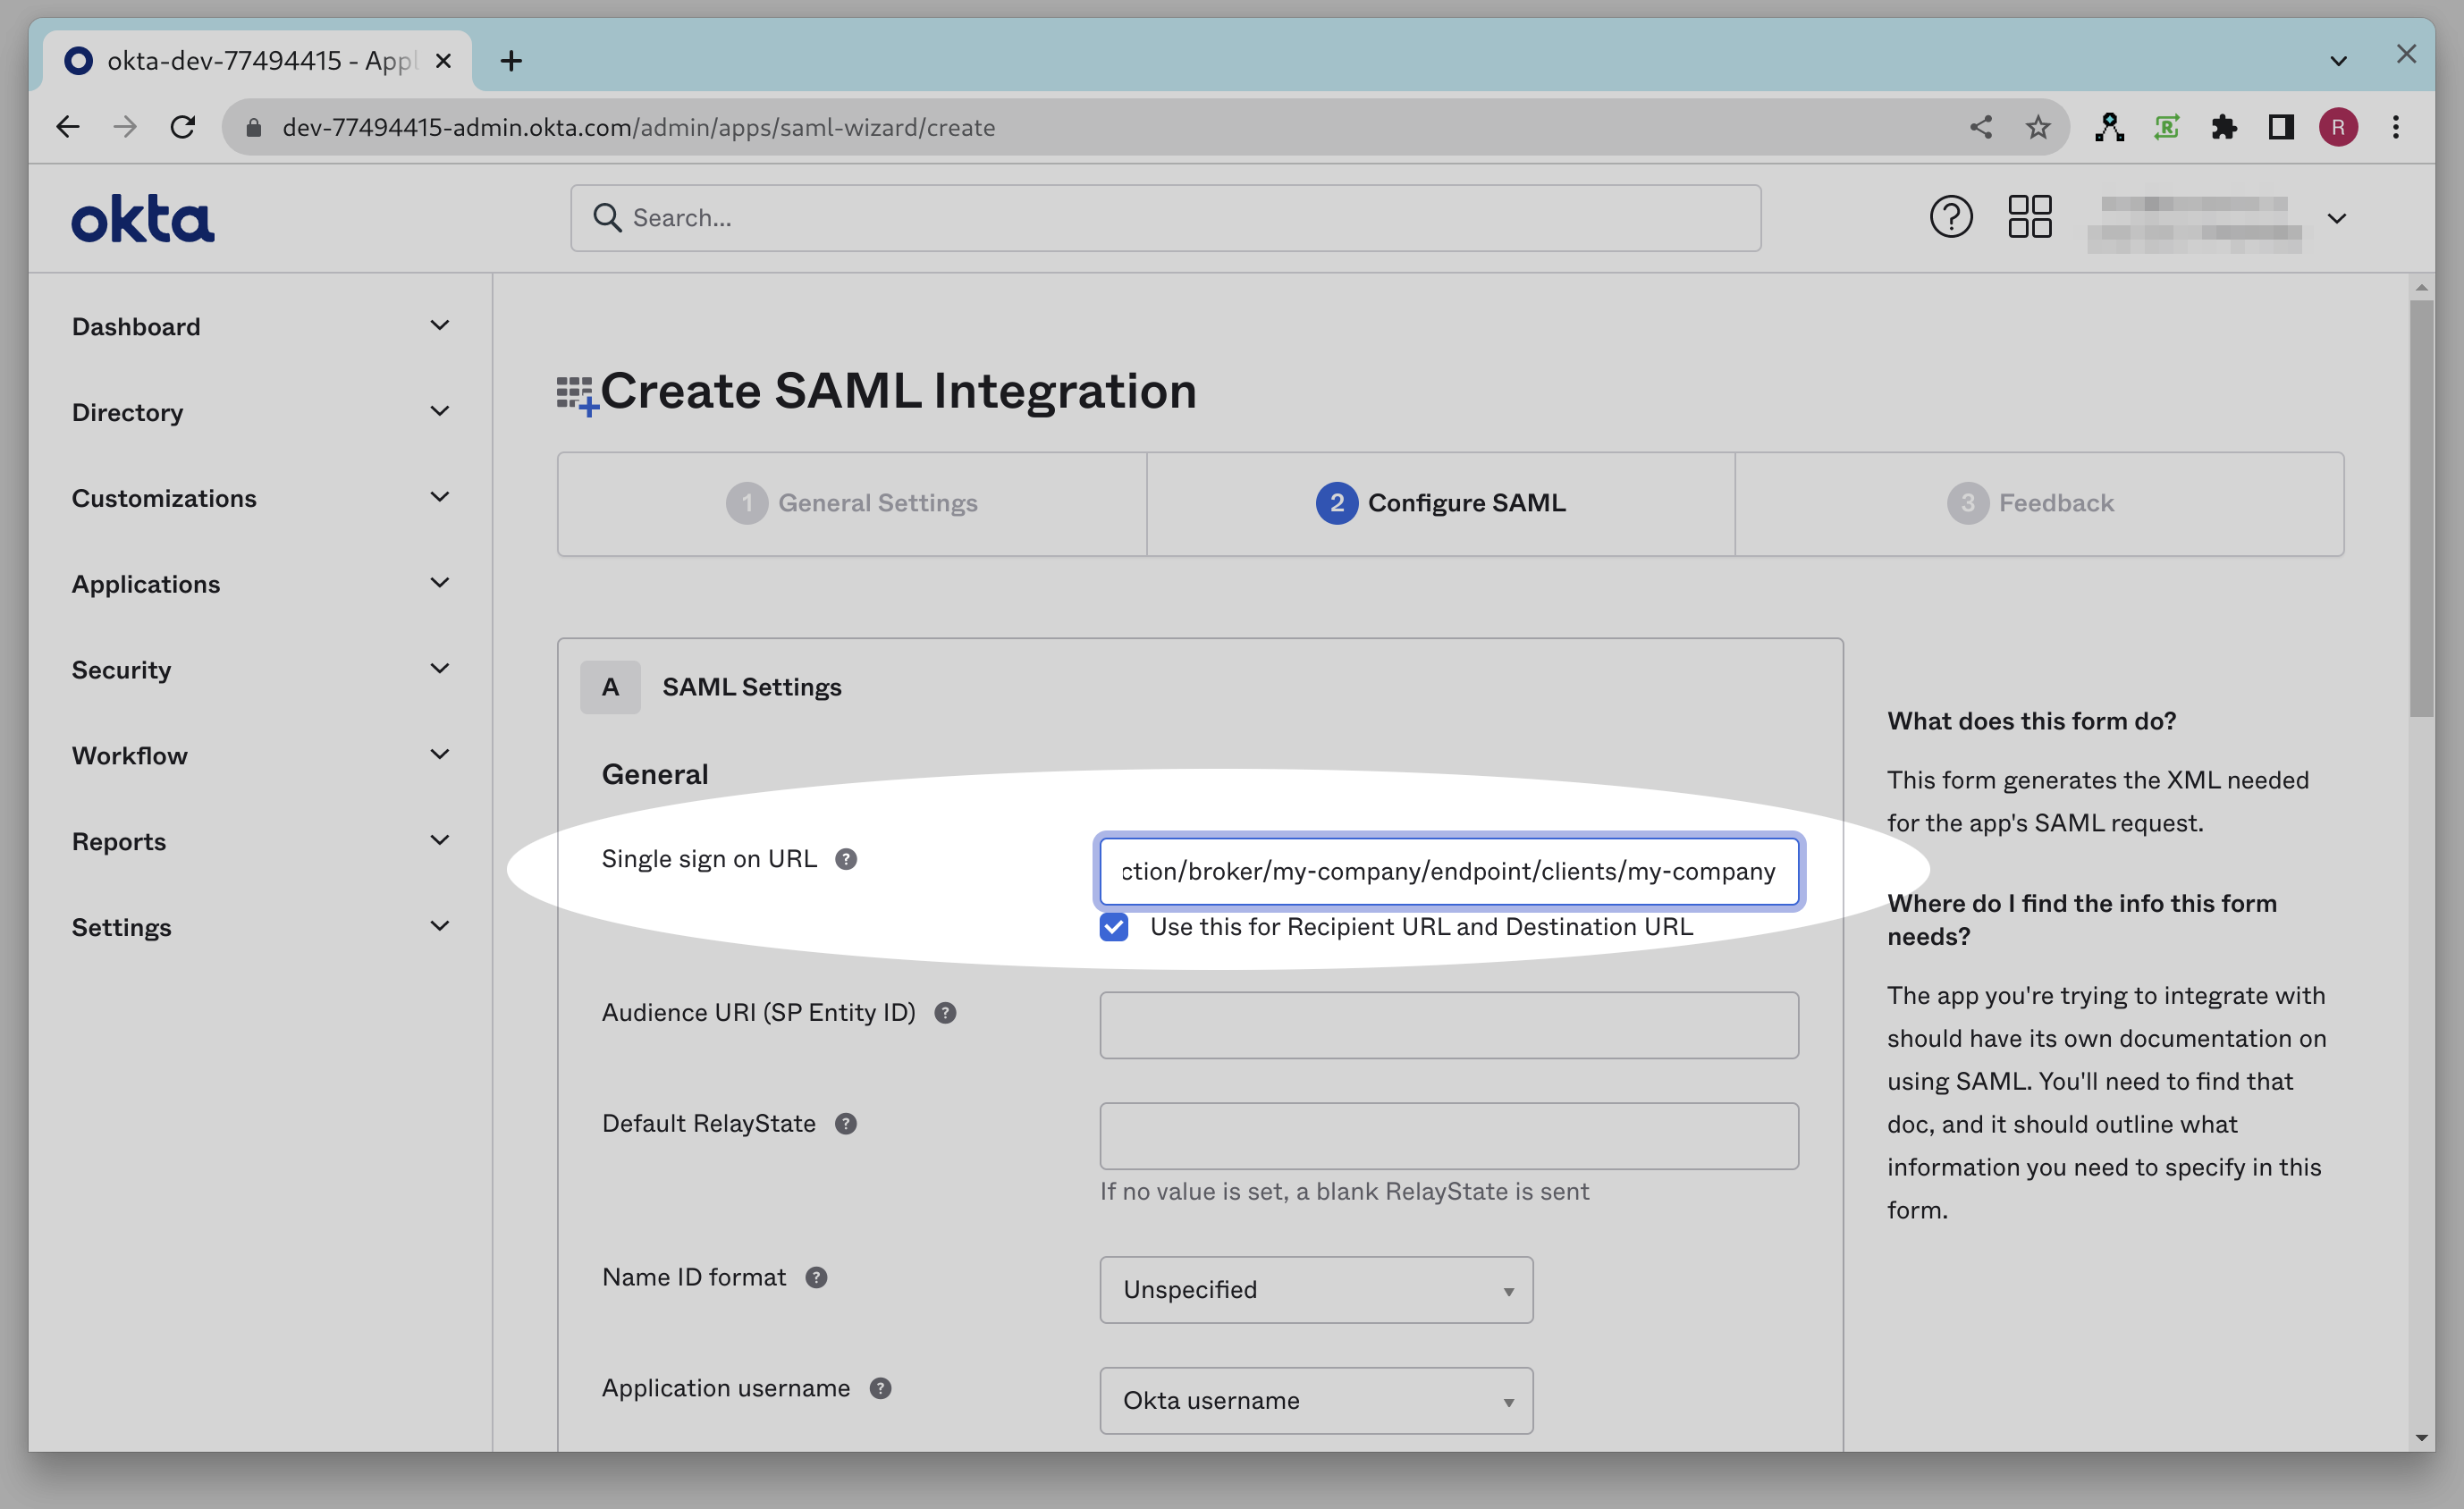 okta-dev-77494415 - Appl
dev-77494415-admin.okta.com/admin/apps/saml-wizard/create
R
R
okta
Search...
Dashboard
Directory
Customizations
Applications
Security
Workflow
Reports
Settings
Create SAML Integration
1 General Settings
2 Configure SAML
3 Feedback
A SAML Settings
General
Single sign on URL ?
ction/broker/my-company/endpoint/clients/my-company
Use this for Recipient URL and Destination URL
Audience URI (SP Entity ID) ?
Default RelayState ?
If no value is set, a blank RelayState is sent
Name ID format ?
Unspecified
Application username ?
Okta username
What does this form do?
This form generates the XML needed
for the app's SAML request.
Where do I find the info this form
needs?
The app you're trying to integrate with
should have its own documentation on
using SAML. You'll need to find that
doc, and it should outline what
information you need to specify in this
form.